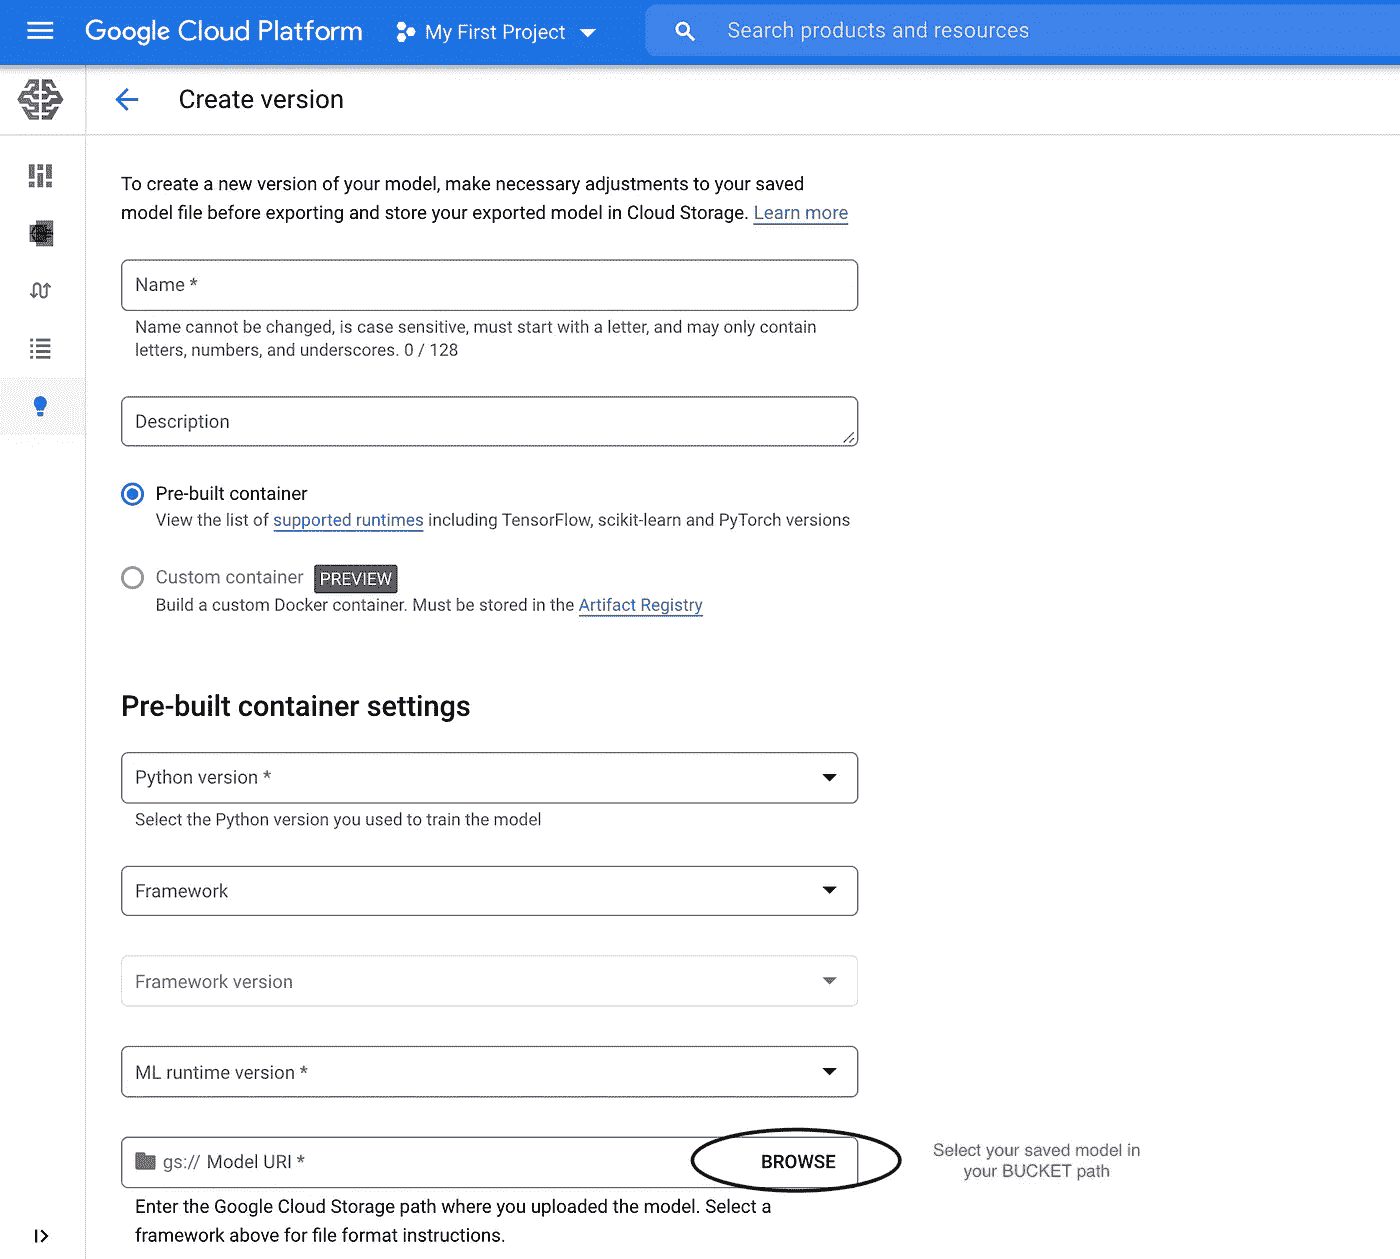 Google Cloud Platform
My First Project
Search products and resources
Create version
To create a new version of your model, make necessary adjustments to your saved
model file before exporting and store your exported model in Cloud Storage. Learn more
Name *
Name cannot be changed, is case sensitive, must start with a letter, and may only contain
letters, numbers, and underscores. 0 / 128
Description
Pre-built container
View the list of supported runtimes including TensorFlow, scikit-learn and PyTorch versions
Custom container PREVIEW
Build a custom Docker container. Must be stored in the Artifact Registry
Pre-built container settings
Python version *
Select the Python version you used to train the model
Framework
Framework version
ML runtime version *
gs:// Model URI *
BROWSE
Select your saved model in
your BUCKET path
Enter the Google Cloud Storage path where you uploaded the model. Select a
framework above for file format instructions.